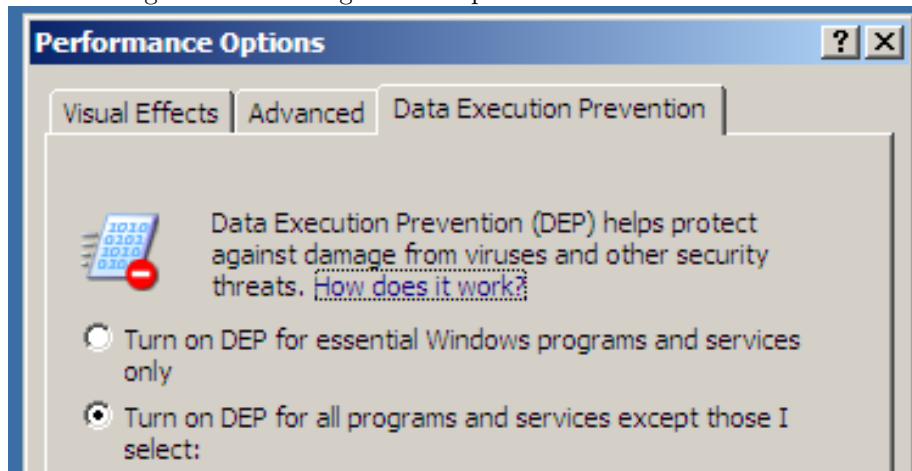 Performance Options
Visual Effects
Advanced
Data Execution Prevention
Data Execution Prevention (DEP) helps protect
against damage from viruses and other security
threats. How does it work?
Turn on DEP for essential Windows programs and services
only
Turn on DEP for all programs and services except those I
select: